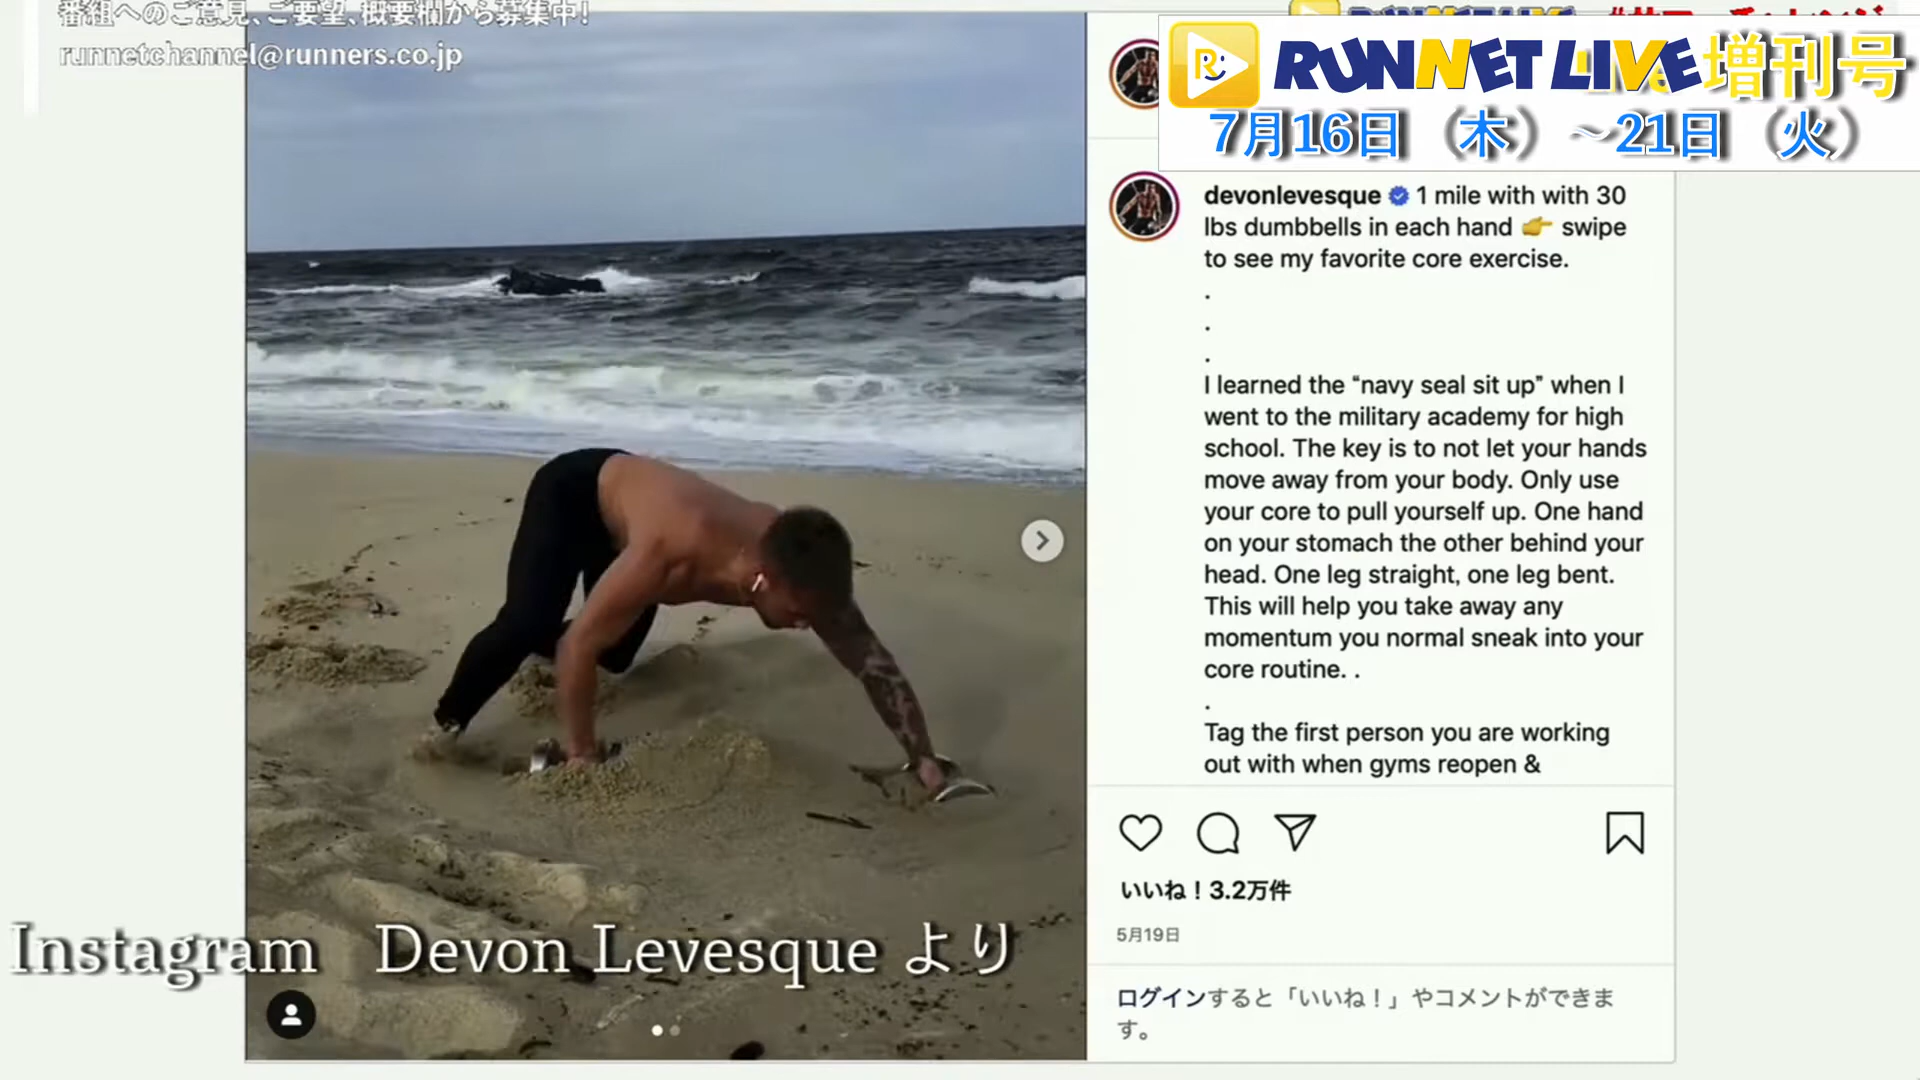 番組へのご意見、ご要望、概要欄から募集中!
runnetchannel@runners.co.jp
RUNNET LIVE 増刊号
7月16日（木）～21日（火）
devonlevesque 1 mile with with 30
lbs dumbbells in each hand 👉 swipe
to see my favorite core exercise.
.
.
.
I learned the “navy seal sit up” when I
went to the military academy for high
school. The key is to not let your hands
move away from your body. Only use
your core to pull yourself up. One hand
on your stomach the other behind your
head. One leg straight, one leg bent.
This will help you take away any
momentum you normal sneak into your
core routine. .
.
Tag the first person you are working
out with when gyms reopen &
いいね！3.2万件
5月19日
ログインすると「いいね！」やコメントができま
す。
Instagram Devon Levesque より